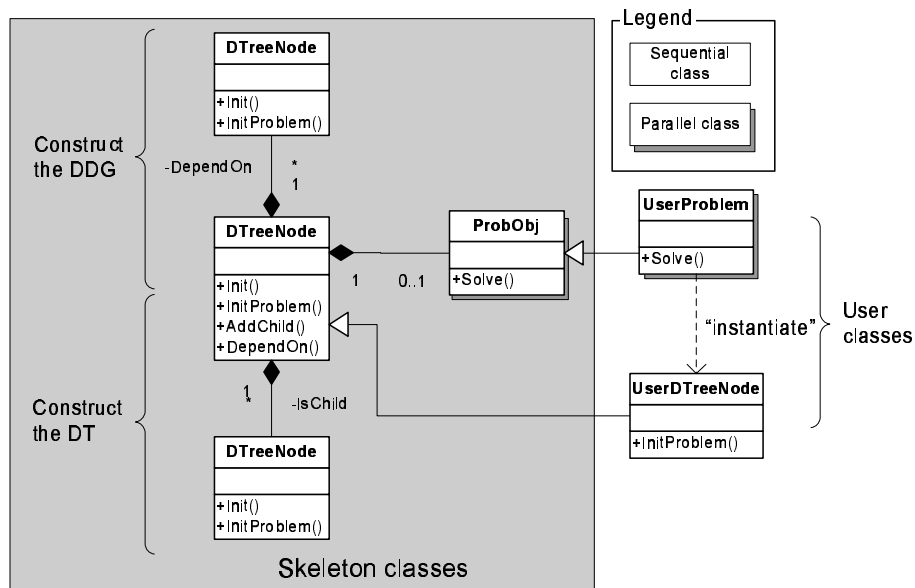 Legend
Sequential
class
Parallel class
DTreeNode
+Init()
+InitProblem()
Construct
the DDG
-DependOn
*
1
DTreeNode
+Init()
+InitProblem()
+AddChild()
+DependOn()
1
0..1
ProbObj
+Solve()
UserProblem
+Solve()
"instantiate"
User
classes
UserDTreeNode
+InitProblem()
Construct
the DT
1
*
-IsChild
DTreeNode
+Init()
+InitProblem()
Skeleton classes